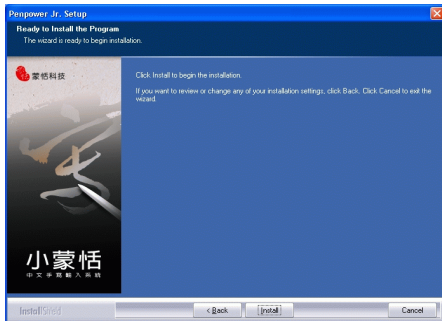 Penpower Jr. Setup
Ready to Install the Program
The wizard is ready to begin installation.
蒙恬科技
Click Install to begin the installation.
If you want to review or change any of your installation settings, click Back. Click Cancel to exit the
wizard.
小蒙恬
中文手寫輸入系統
InstallShield
< Back
Install
Cancel